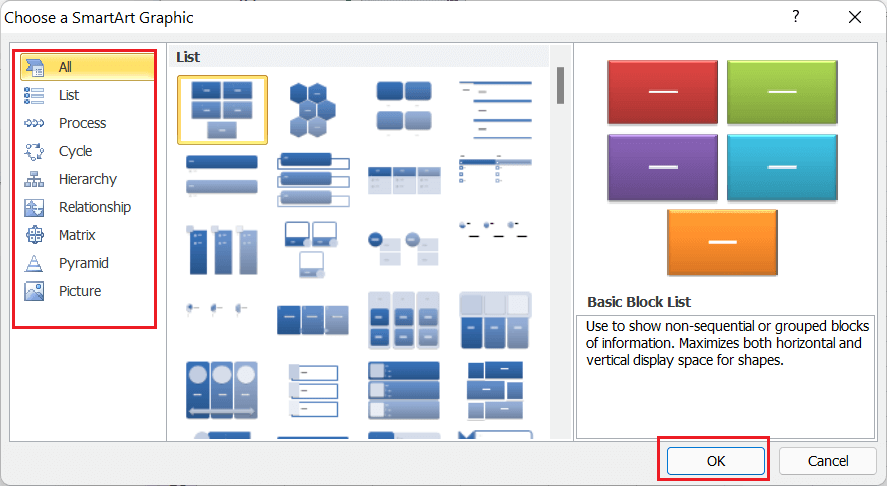 Choose a SmartArt Graphic
?
All
List
Process
Cycle
Hierarchy
Relationship
Matrix
Pyramid
Picture
List
Basic Block List
Use to show non-sequential or grouped blocks
of information. Maximizes both horizontal and
vertical display space for shapes.
OK
Cancel